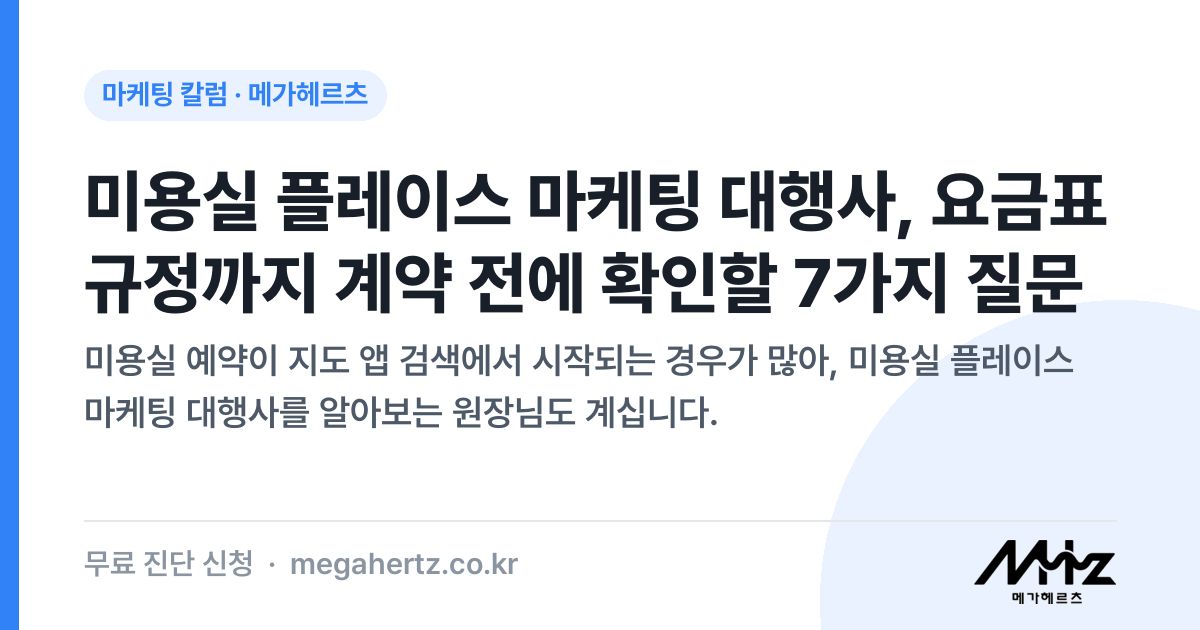 마케팅 칼럼 · 메가헤르츠
미용실 플레이스 마케팅 대행사, 요금표
규정까지 계약 전에 확인할 7가지 질문
미용실 예약이 지도 앱 검색에서 시작되는 경우가 많아, 미용실 플레이스
마케팅 대행사를 알아보는 원장님도 계십니다.
무료 진단 신청 · megahertz.co.kr
MHz
메가헤르츠